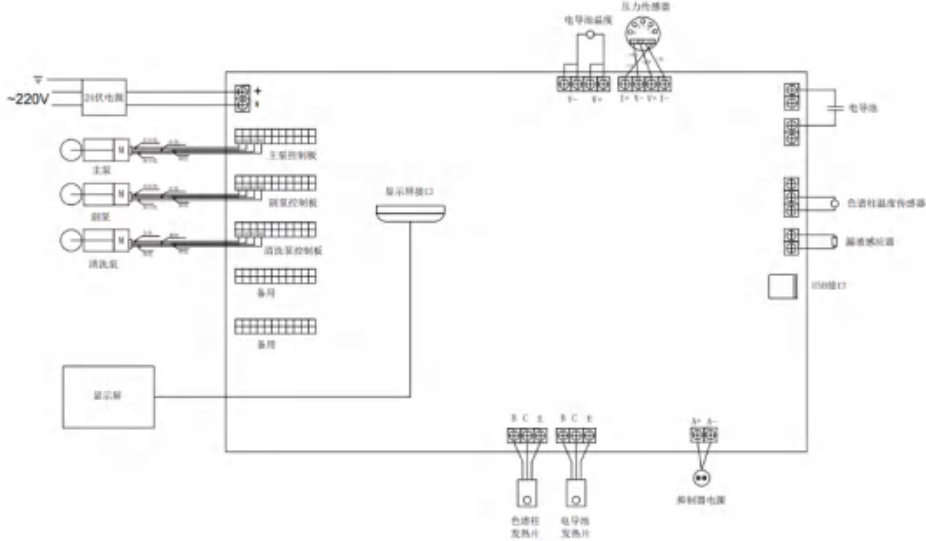 压力传感器
电导池温度
~220V
24伏电源
V- V+
I+ V- V+ I-
电导池
主泵控制板
M
主泵
副泵控制板
M
副泵
显示屏接口
色谱柱温度传感器
清洗泵控制板
M
清洗泵
漏液感应器
USB接口
备用
备用
显示屏
B C E
B C E
A+ A-
抑制器电源
色谱柱
发热片
电导池
发热片